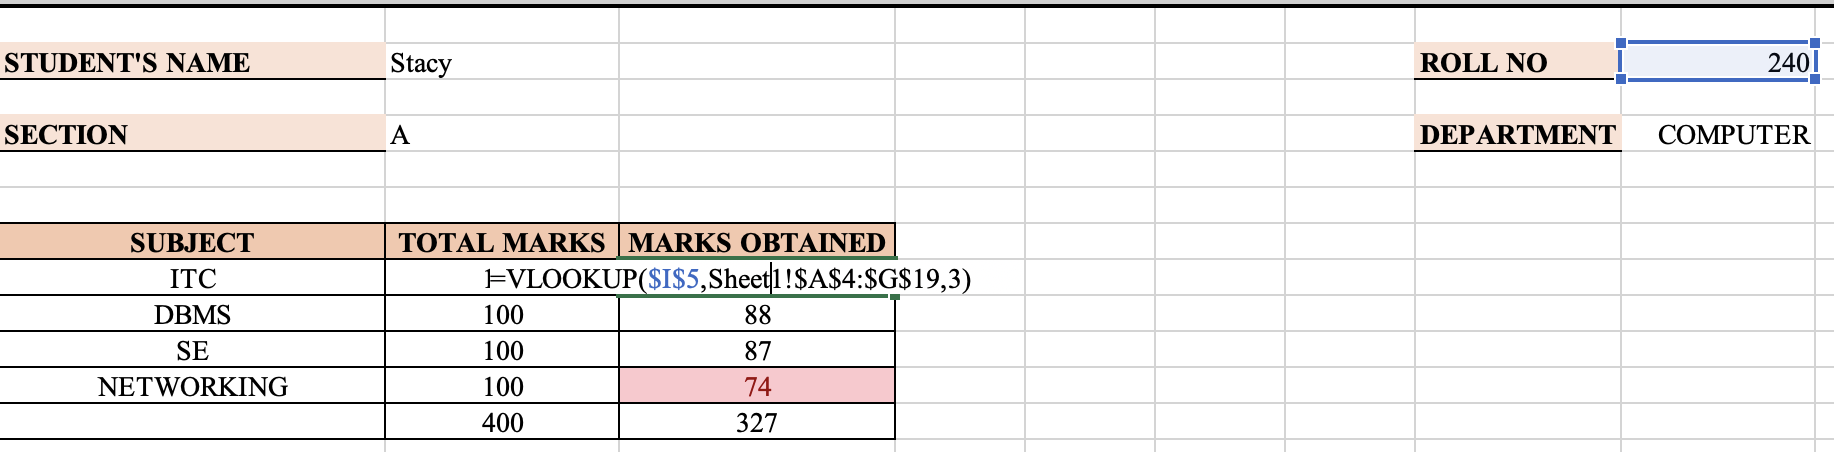 STUDENT'S NAME Stacy ROLL NO 240
SECTION A DEPARTMENT COMPUTER
SUBJECT TOTAL MARKS MARKS OBTAINED
ITC 1=VLOOKUP($I$5,Sheet1!$A$4:$G$19,3)
DBMS 100 88
SE 100 87
NETWORKING 100 74
400 327